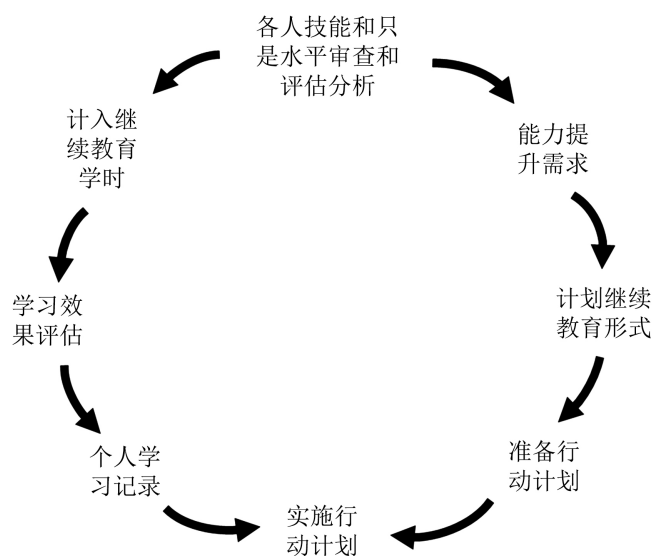 各人技能和只
是水平审查和
评估分析
能力提
升需求
计划继续
教育形式
准备行
动计划
实施行
动计划
个人学
习记录
学习效
果评估
计入继
续教育
学时